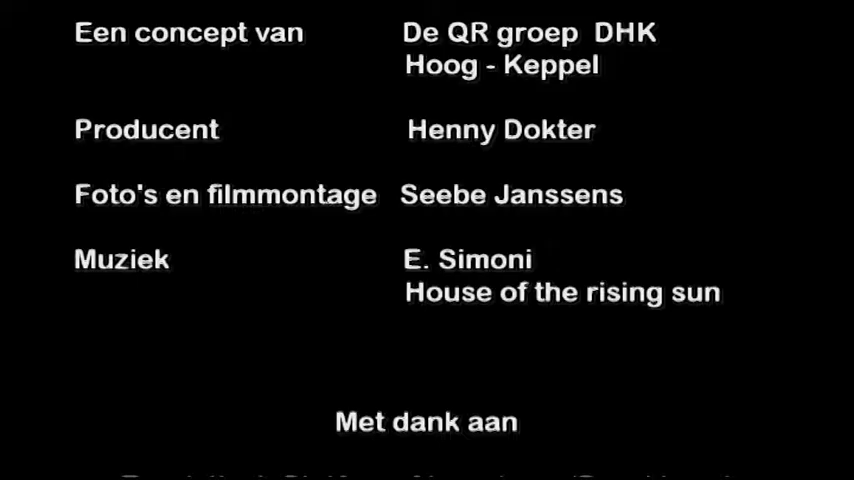 Een concept van De QR groep DHK
Hoog - Keppel
Producent Henny Dokter
Foto's en filmmontage Seebe Janssens
Muziek E. Simoni
House of the rising sun
Met dank aan